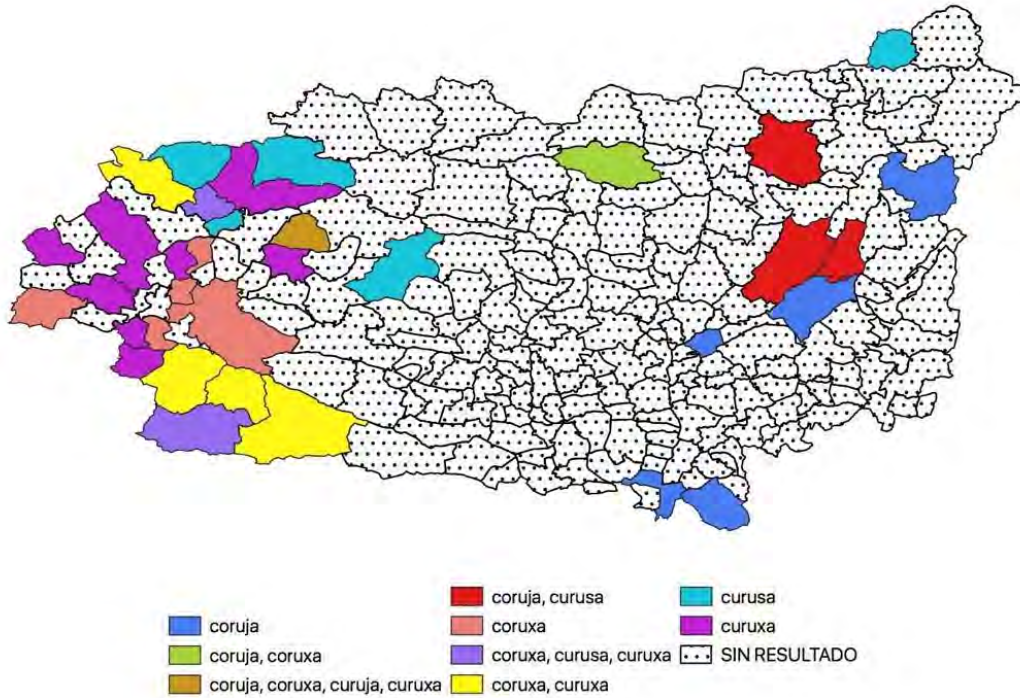 coruja
coruja, coruxa
coruja, coruxa, curuja, curuxa
coruja, curusa
coruxa
coruxa, curusa, curuxa
coruxa, curuxa
curusa
curuxa
SIN RESULTADO